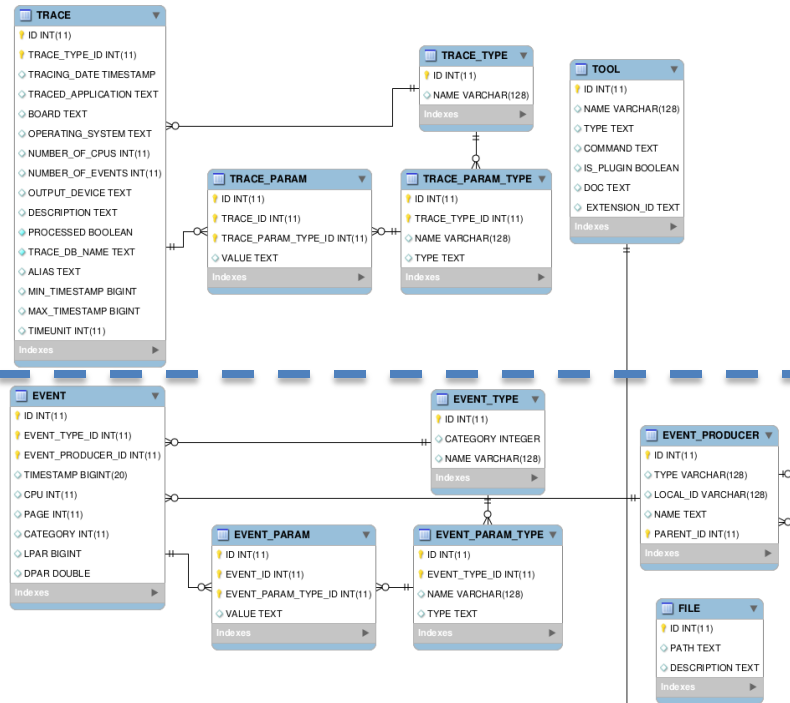 TRACE
ID INT(11)
TRACE_TYPE_ID INT(11)
TRACING_DATE TIMESTAMP
TRACED_APPLICATION TEXT
BOARD TEXT
OPERATING_SYSTEM TEXT
NUMBER_OF_CPUS INT(11)
NUMBER_OF_EVENTS INT(11)
OUTPUT_DEVICE TEXT
DESCRIPTION TEXT
PROCESSED BOOLEAN
TRACE_DB_NAME TEXT
ALIAS TEXT
MIN_TIMESTAMP BIGINT
MAX_TIMESTAMP BIGINT
TIMEUNIT INT(11)
Indexes
TRACE_TYPE
ID INT(11)
NAME VARCHAR(128)
Indexes
TOOL
ID INT(11)
NAME VARCHAR(128)
TYPE TEXT
COMMAND TEXT
IS_PLUGIN BOOLEAN
DOC TEXT
EXTENSION_ID TEXT
Indexes
TRACE_PARAM
ID INT(11)
TRACE_ID INT(11)
TRACE_PARAM_TYPE_ID INT(11)
VALUE TEXT
Indexes
TRACE_PARAM_TYPE
ID INT(11)
TRACE_TYPE_ID INT(11)
NAME VARCHAR(128)
TYPE TEXT
Indexes
EVENT
ID INT(11)
EVENT_TYPE_ID INT(11)
EVENT_PRODUCER_ID INT(11)
TIMESTAMP BIGINT(20)
CPU INT(11)
PAGE INT(11)
CATEGORY INT(11)
LPAR BIGINT
DPAR DOUBLE
Indexes
EVENT_TYPE
ID INT(11)
CATEGORY INTEGER
NAME VARCHAR(128)
Indexes
EVENT_PRODUCER
ID INT(11)
TYPE VARCHAR(128)
LOCAL_ID VARCHAR(128)
NAME TEXT
PARENT_ID INT(11)
Indexes
EVENT_PARAM
ID INT(11)
EVENT_ID INT(11)
EVENT_PARAM_TYPE_ID INT(11)
VALUE TEXT
Indexes
EVENT_PARAM_TYPE
ID INT(11)
EVENT_TYPE_ID INT(11)
NAME VARCHAR(128)
TYPE TEXT
Indexes
FILE
ID INT(11)
PATH TEXT
DESCRIPTION TEXT
Indexes